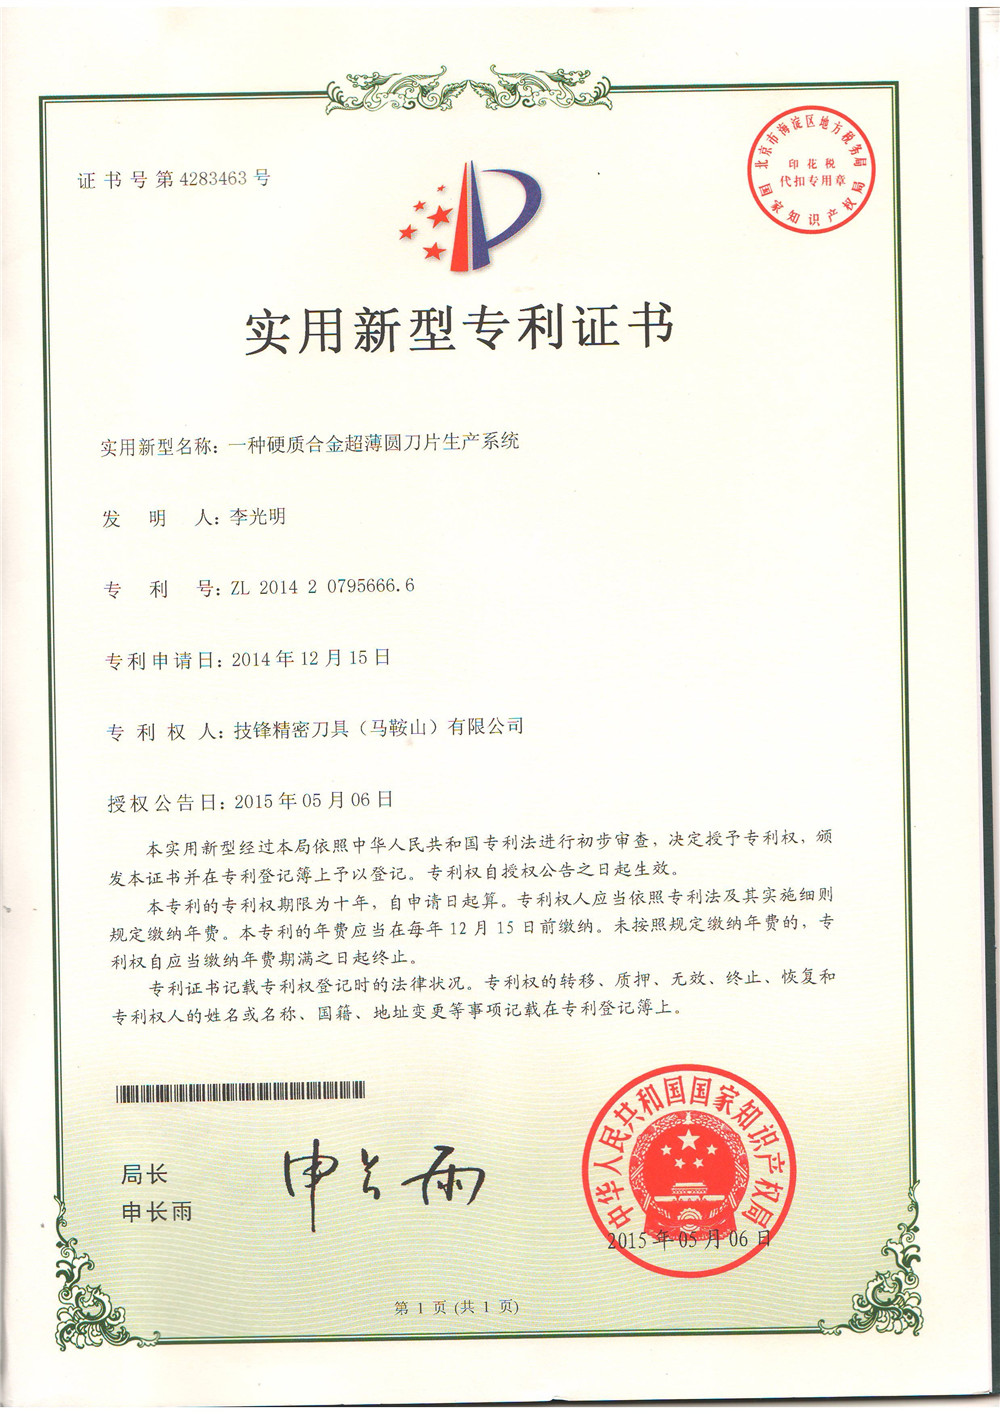 证书号第4283463号
北京市海淀区地方税务局
印花税
代扣专用章
国家知识产权局
实用新型专利证书
实用新型名称：一种硬质合金超薄圆刀片生产系统
发明人：李光明
专利号：ZL 2014 2 0795666.6
专利申请日：2014年12月15日
专利权人：技锋精密刀具（马鞍山）有限公司
授权公告日：2015年05月06日
本实用新型经过本局依照中华人民共和国专利法进行初步审查，决定授予专利权，颁
发本证书并在专利登记簿上予以登记。专利权自授权公告之日起生效。
本专利的专利权期限为十年，自申请日起算。专利权人应当依照专利法及其实施细则
规定缴纳年费。本专利的年费应当在每年12月15日前缴纳。未按照规定缴纳年费的，专
利权自应当缴纳年费期满之日起终止。
专利证书记载专利权登记时的法律状况。专利权的转移、质押、无效、终止、恢复和
专利权人的姓名或名称、国籍、地址变更等事项记载在专利登记簿上。
局长
申长雨
申长雨
中华人民共和国国家知识产权局
2015年05月06日
第 1 页 (共 1 页)